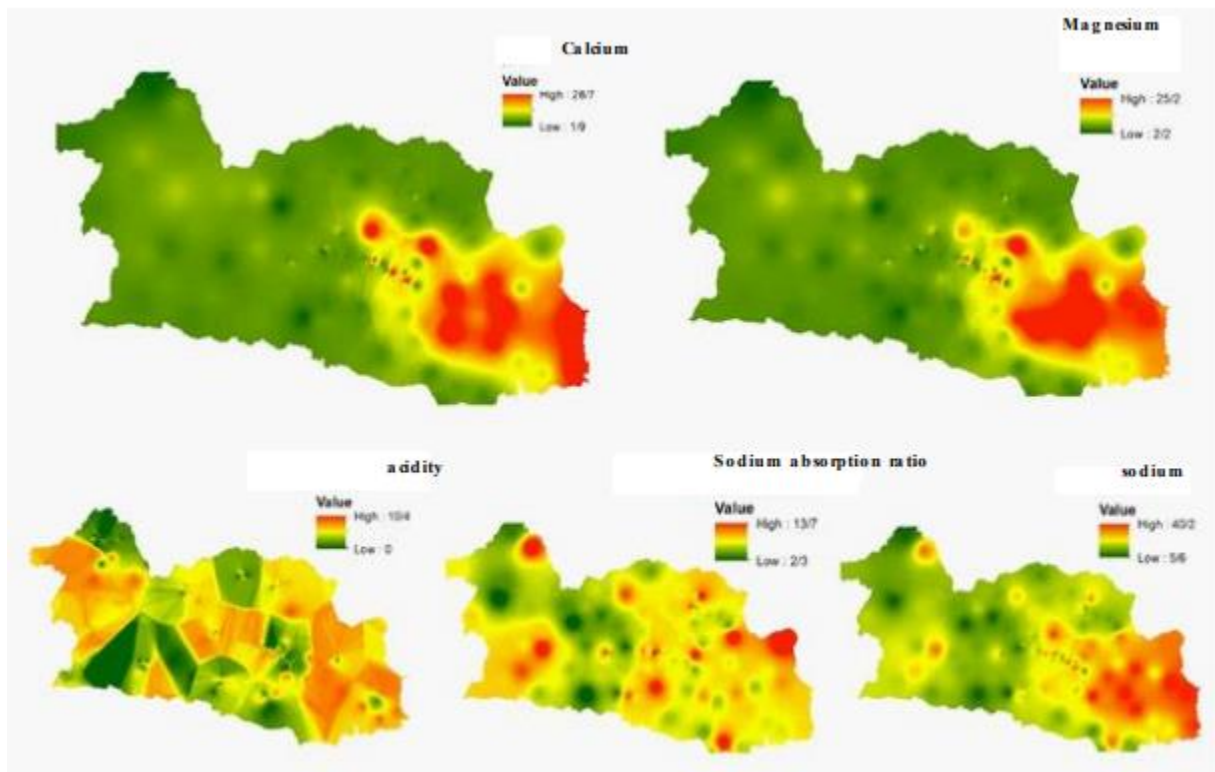 Calcium
Value
High : 26/7
Low : 1/9
Magnesium
Value
High : 25/2
Low : 2/2
acidity
Value
High : 10/4
Low : 0
Sodium absorption ratio
Value
High : 13/7
Low : 2/3
sodium
Value
High : 40/2
Low : 5/6